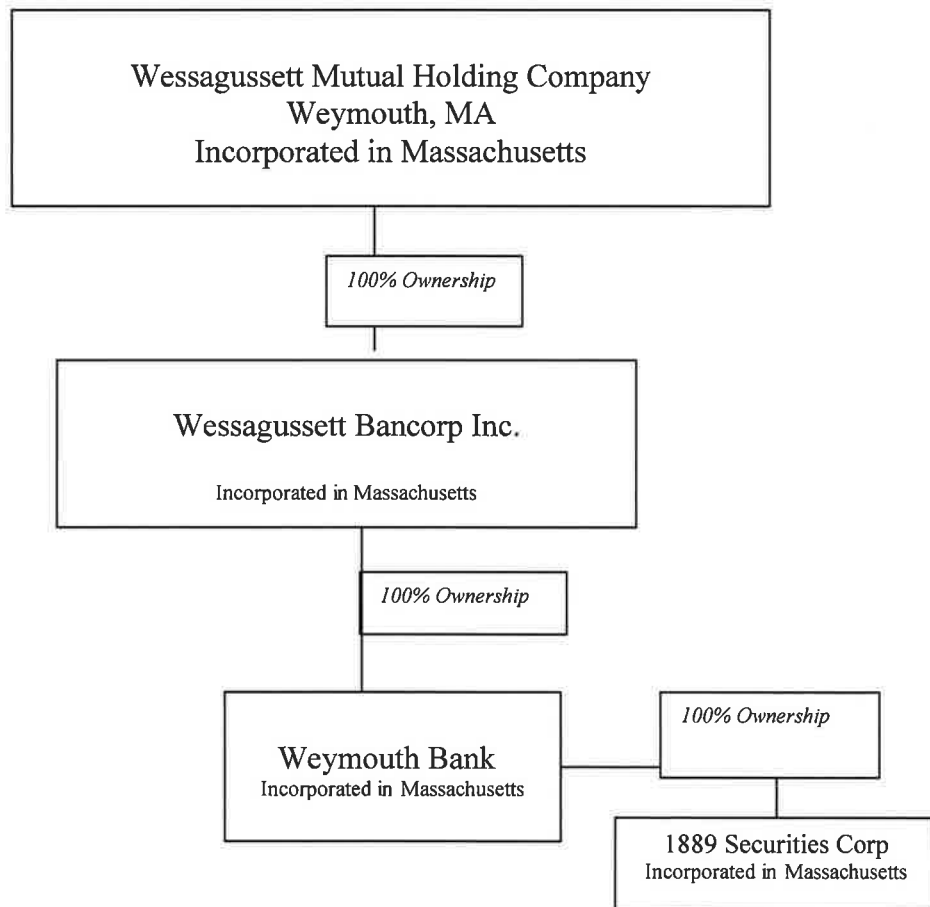 Wessagussett Mutual Holding Company
Weymouth, MA
Incorporated in Massachusetts
100% Ownership
Wessagussett Bancorp Inc.
Incorporated in Massachusetts
100% Ownership
Weymouth Bank
Incorporated in Massachusetts
100% Ownership
1889 Securities Corp
Incorporated in Massachusetts